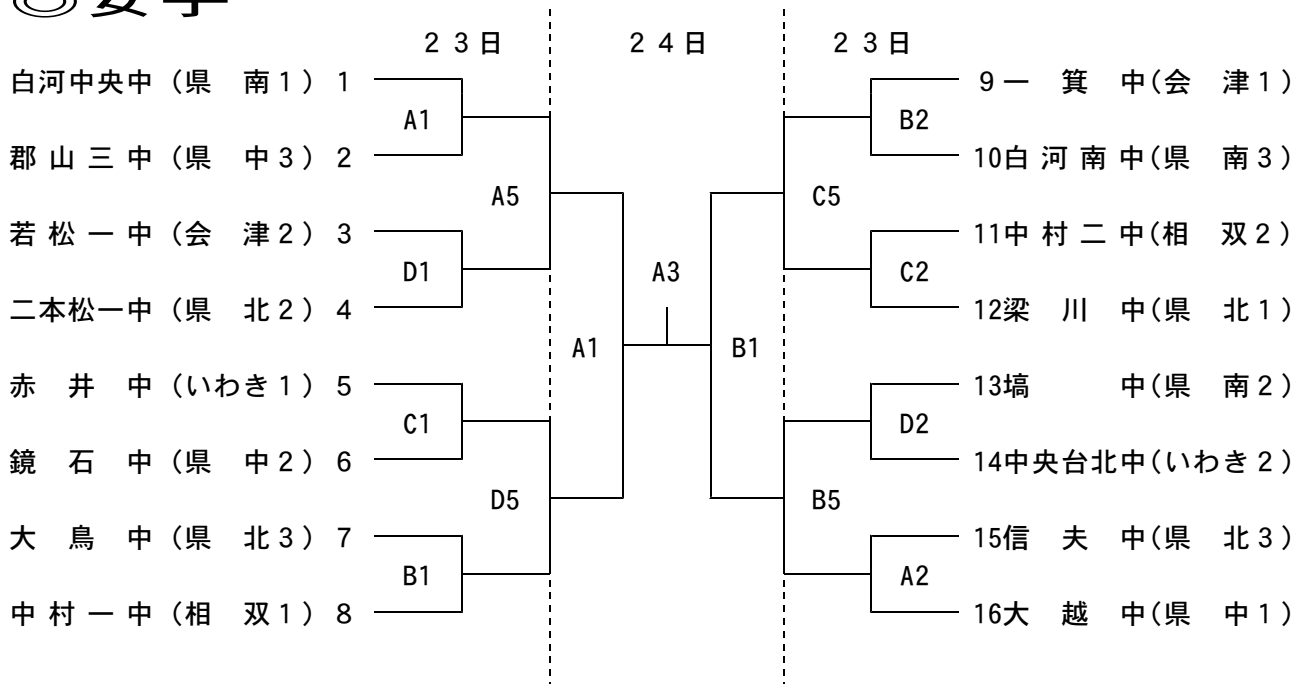 ２３日 ２４日 ２３日
白河中央中（県　南１）1
A1
郡山三中（県　中３）2
A5
若松一中（会　津２）3
D1
二本松一中（県　北２）4
A1
赤　井　中（いわき１）5
C1
鏡　石　中（県　中２）6
D5
大　鳥　中（県　北３）7
B1
中村一中（相　双１）8
A3
9一　箕　中（会　津１）
B2
10白河南中（県　南３）
C5
11中村二中（相　双２）
C2
12梁　川　中（県　北１）
B1
13塙　　中（県　南２）
D2
14中央台北中（いわき２）
B5
15信　夫　中（県　北３）
A2
16大　越　中（県　中１）